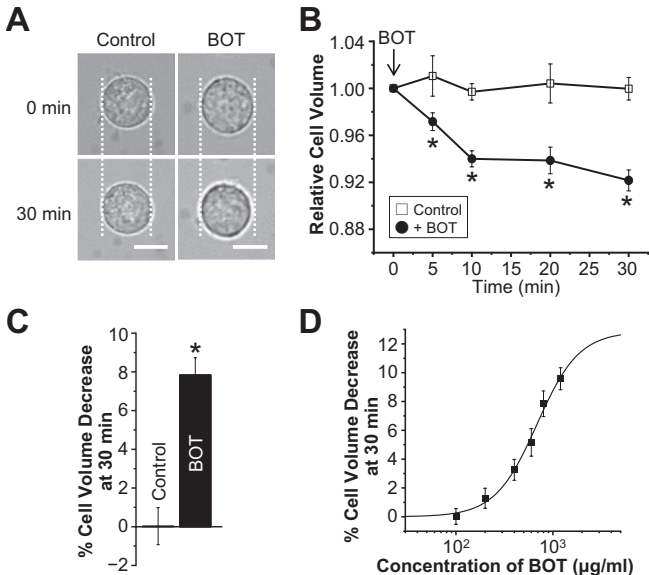 A
Control BOT
0 min
30 min
B
BOT
Relative Cell Volume
1.04
1.00
0.96
0.92
0.88
*
*
*
*
Control
+ BOT
0 5 10 15 20 25 30
Time (min)
C
% Cell Volume Decrease
at 30 min
10
8
6
4
2
0
−2
Control
BOT
*
D
% Cell Volume Decrease
at 30 min
12
10
8
6
4
2
0
10² 10³
Concentration of BOT (µg/ml)